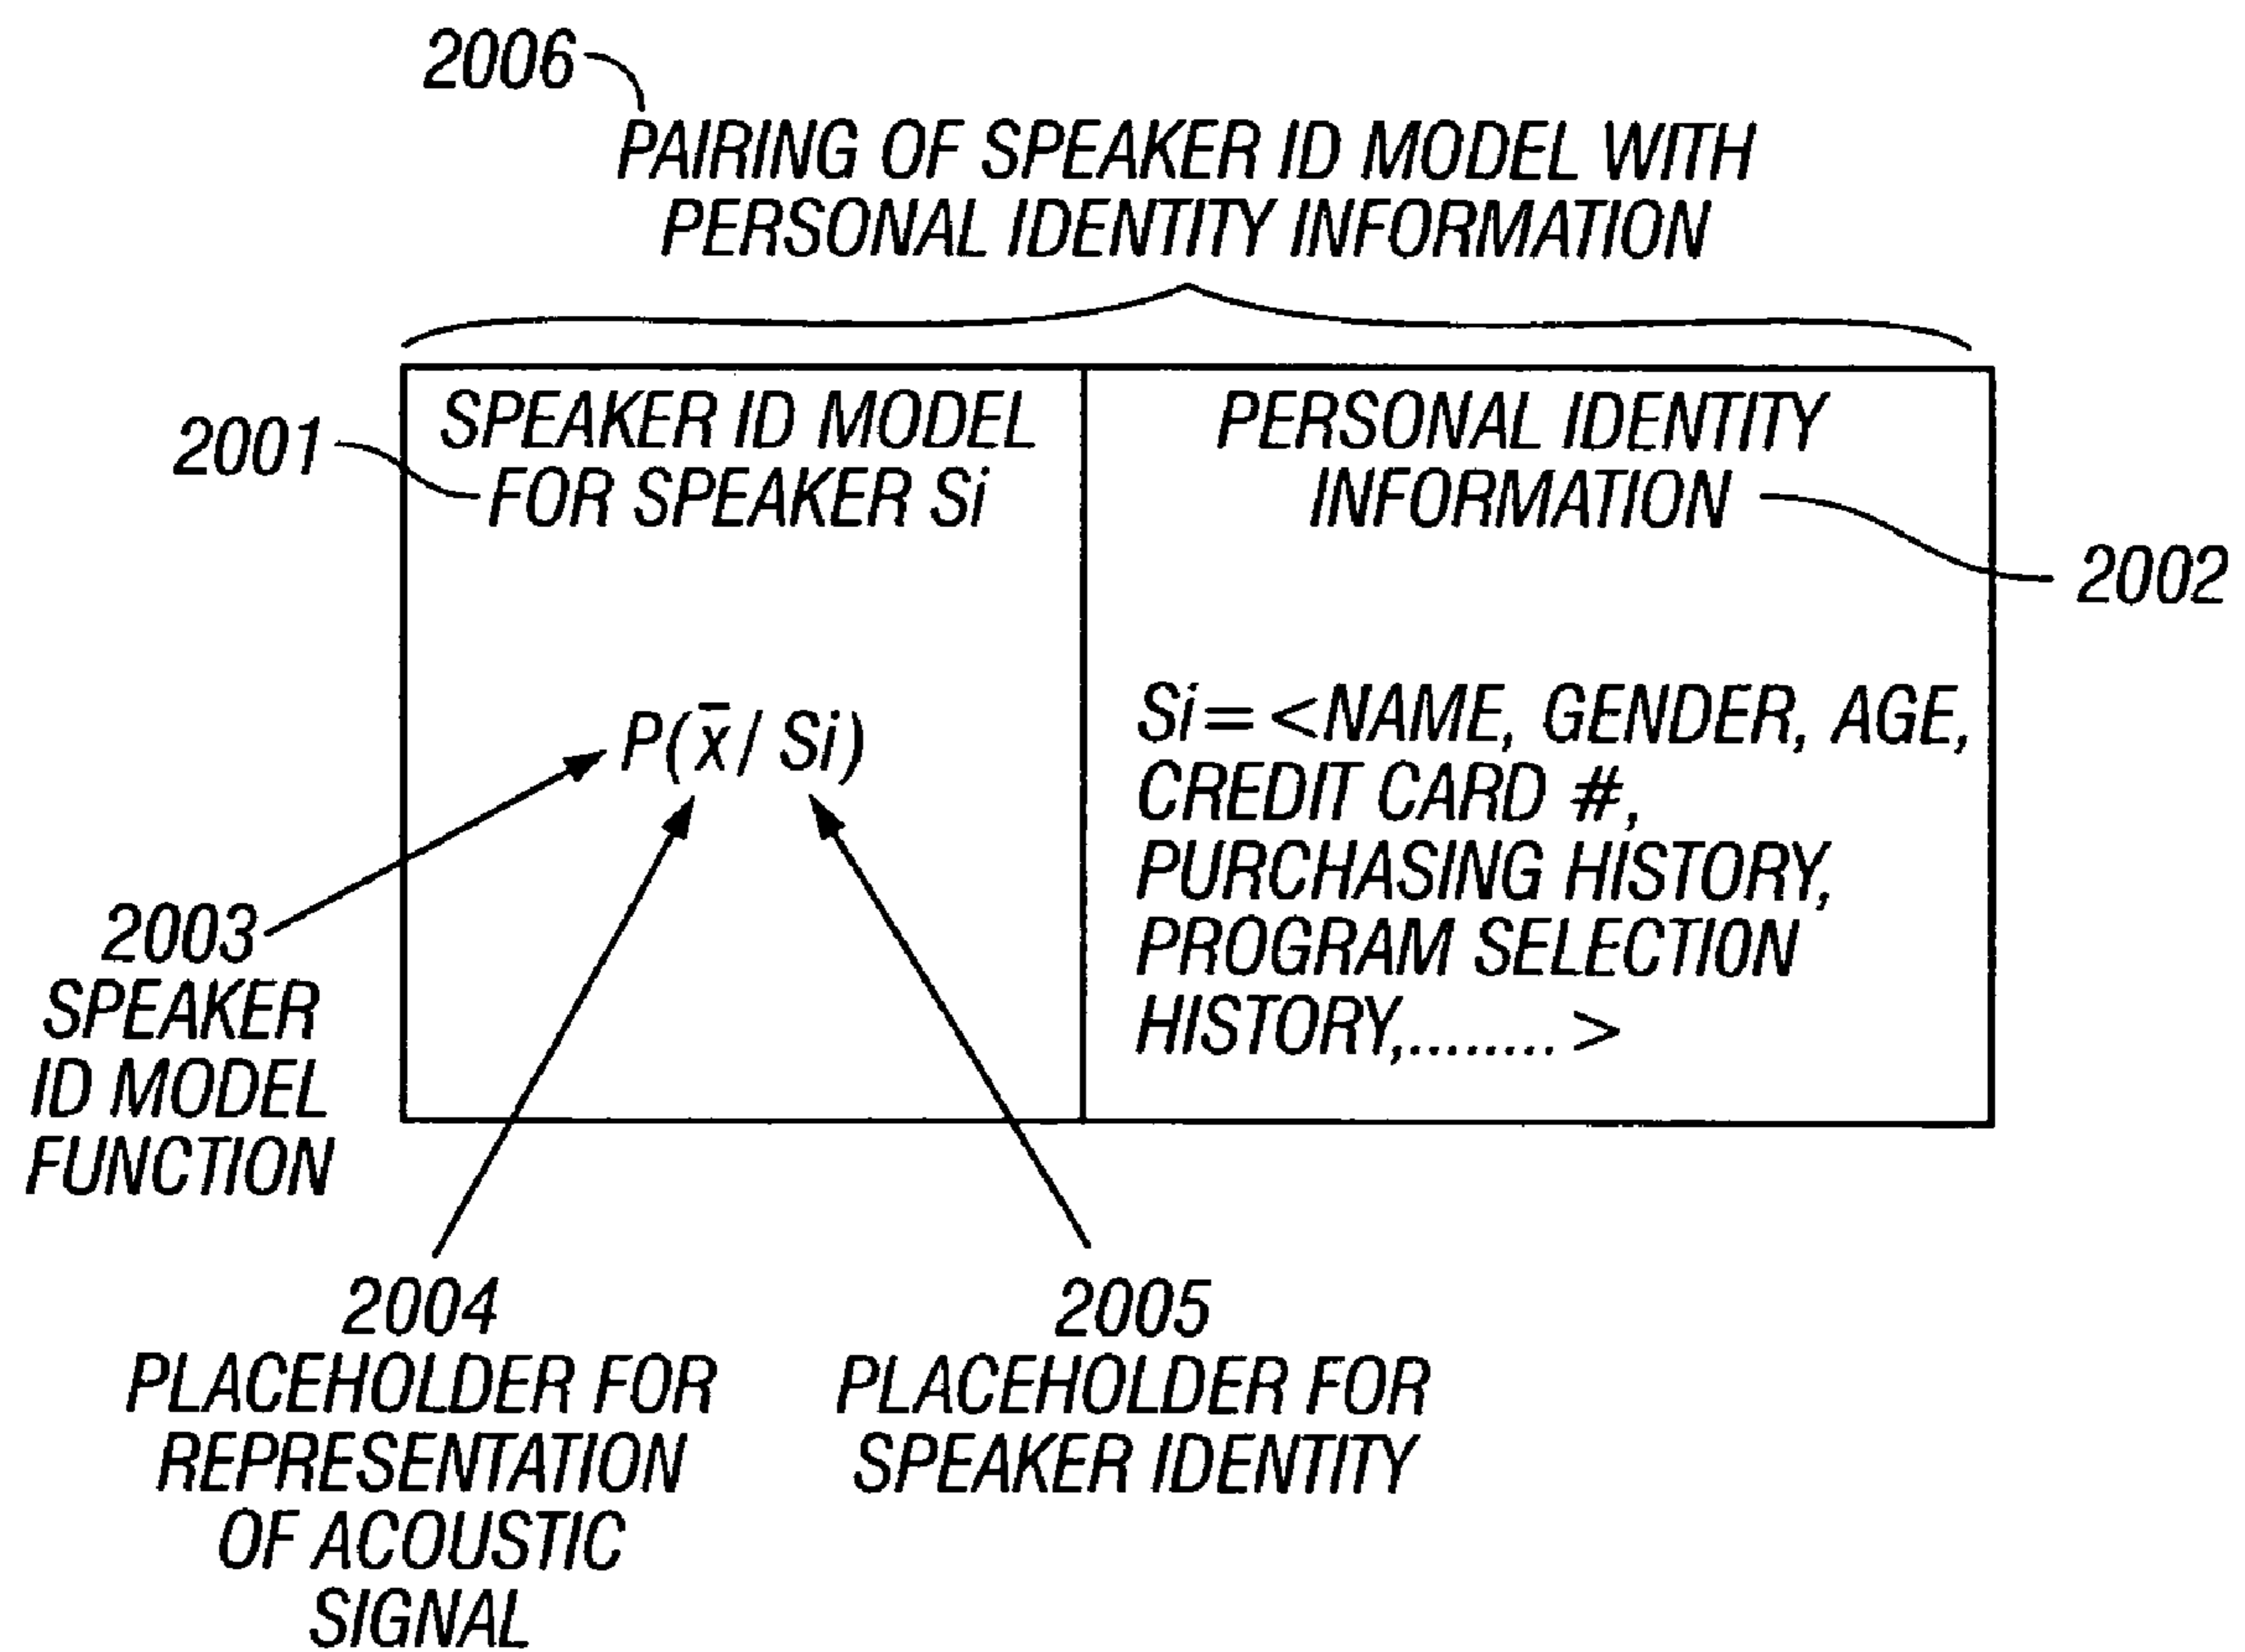 2006
PAIRING OF SPEAKER ID MODEL WITH
PERSONAL IDENTITY INFORMATION
2001
SPEAKER ID MODEL
FOR SPEAKER Si
PERSONAL IDENTITY
INFORMATION
2002
P(x̄/ Si)
Si=<NAME, GENDER, AGE,
CREDIT CARD #,
PURCHASING HISTORY,
PROGRAM SELECTION
HISTORY,........>
2003
SPEAKER
ID MODEL
FUNCTION
2004
PLACEHOLDER FOR
REPRESENTATION
OF ACOUSTIC
SIGNAL
2005
PLACEHOLDER FOR
SPEAKER IDENTITY